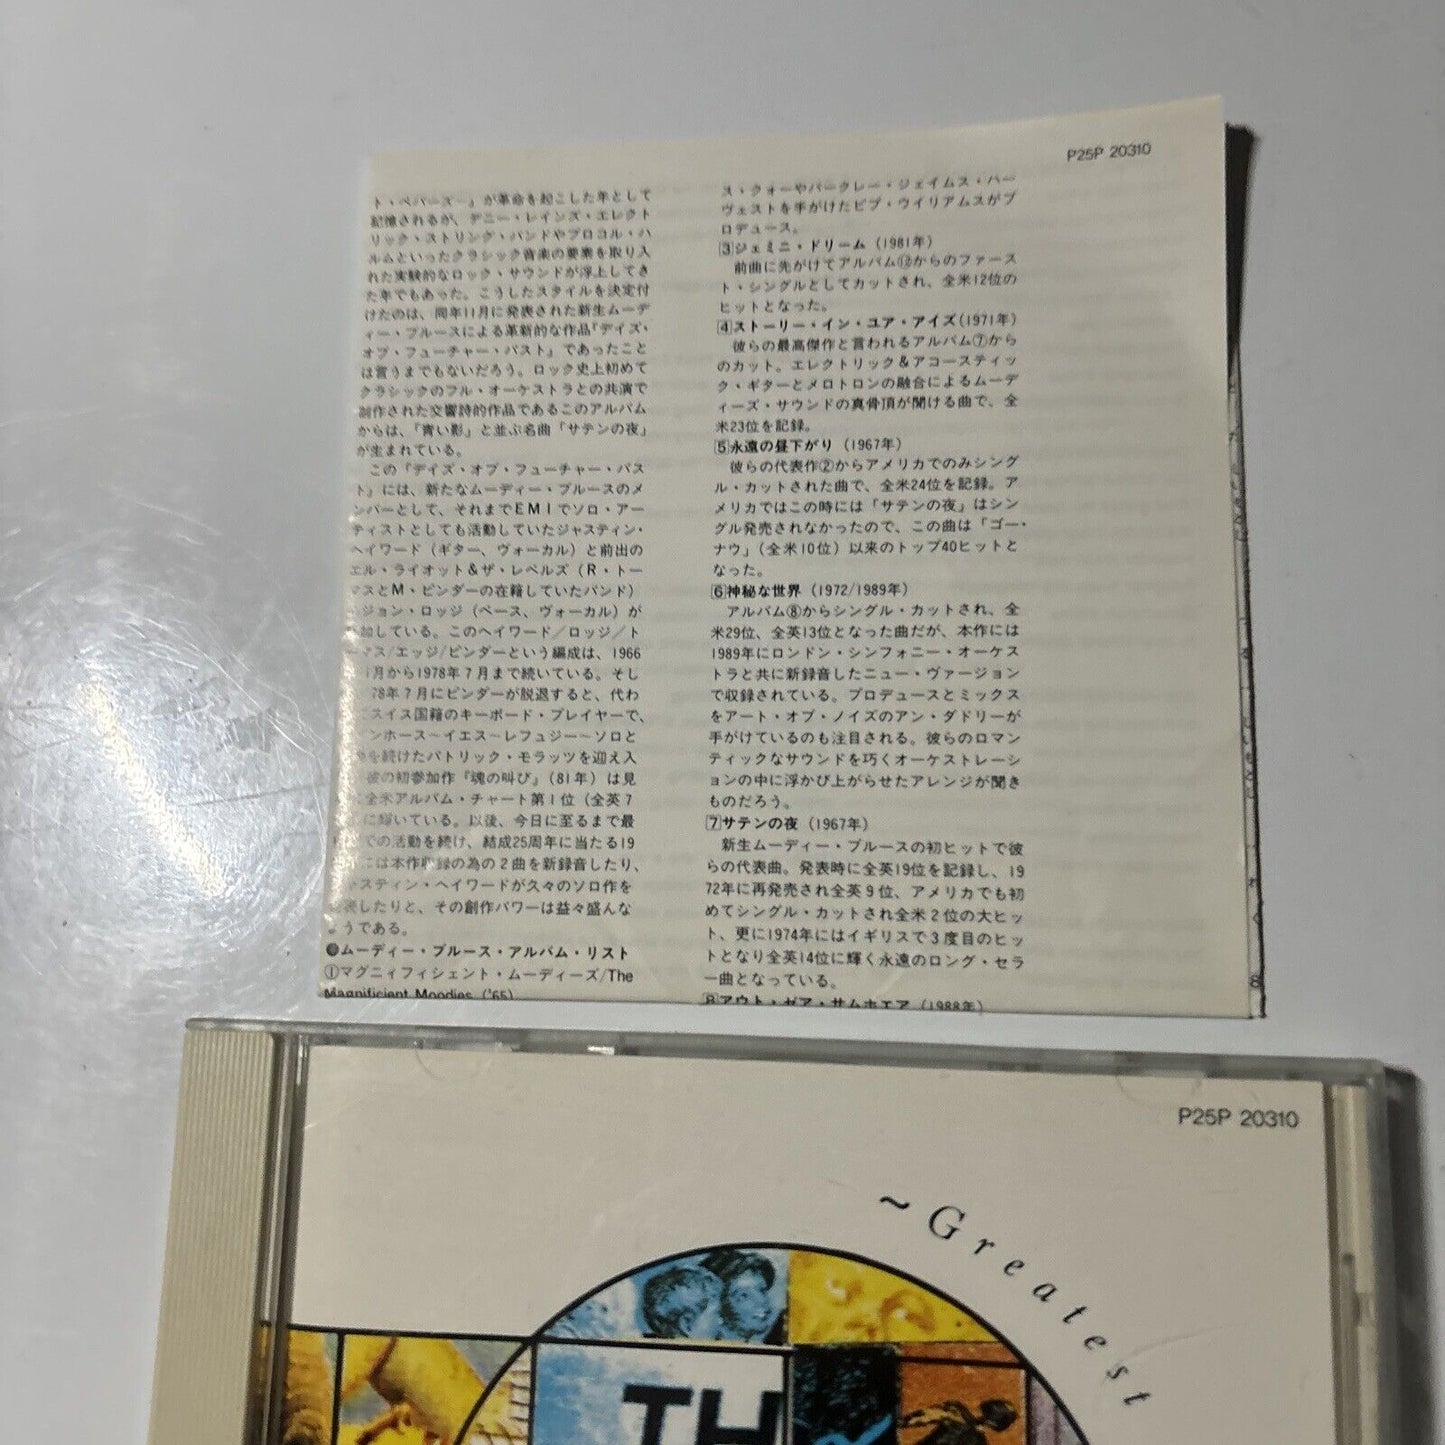 P25P 20310
ト・ペパーズ―』が革命を起こした年として
記憶されるが、デニー・レインズ・エレクト
リック・ストリング・バンドやプロコル・ハ
ルムといったクラシック音楽の要素を取り入
れた実験的なロック・サウンドが浮上してき
た年でもあった。こうしたスタイルを決定付
けたのは、同年11月に発表された新生ムーデ
ィー・ブルースによる革新的な作品『デイズ・
オブ・フューチャー・パスト』であったこと
は言うまでもないだろう。ロック史上初めて
クラシックのフル・オーケストラとの共演で
制作された交響詩的作品であるこのアルバム
からは、「青い影」と並ぶ名曲「サテンの夜」
が生まれている。
この『デイズ・オブ・フューチャー・パス
ト』には、新たなムーディー・ブルースのメ
ンバーとして、それまでEMIでソロ・アー
ティストとしても活動していたジャスティン・
ヘイワード（ギター、ヴォーカル）と前出の
エル・ライオット＆ザ・レベルズ（R・トー
マスとM・ピンダーの在籍していたバンド）
ジョン・ロッジ（ベース、ヴォーカル）が
している。このヘイワード／ロッジ／ト
マス/エッジ/ピンダーという編成は、1966
月から1978年7月まで続いている。そし
78年7月にピンダーが脱退すると、代わ
スイス国籍のキーボード・プレイヤーで、
ンホース～イエス～レフュジー～ソロと
を続けたパトリック・モラッツを迎え入
彼の初参加作『魂の叫び』（81年）は見
全米アルバム・チャート第1位（全英7
に輝いている。以後、今日に至るまで最
での活動を続け、結成25周年に当たる19
には本作収録の為の2曲を新録音したり、
ャスティン・ヘイワードが久々のソロ作を
表したりと、その創作パワーは益々盛んな
ようである。
●ムーディー・ブルース・アルバム・リスト
①マグニィフィシェント・ムーディーズ/The
Magnificient Moodies ('65)
ス・クォーやバークレー・ジェイムス・ハー
ヴェストを手がけたピプ・ウイリアムスがプ
ロデュース。
3 ジェミニ・ドリーム（1981年）
前曲に先がけてアルバム⑫からのファース
ト・シングルとしてカットされ、全米12位の
ヒットとなった。
4 ストーリー・イン・ユア・アイズ（1971年）
彼らの最高傑作と言われるアルバム⑦から
のカット。エレクトリック＆アコースティッ
ク・ギターとメロトロンの融合によるムーデ
ィーズ・サウンドの真骨頂が聞ける曲で、全
米23位を記録。
5 永遠の昼下がり（1967年）
彼らの代表作②からアメリカでのみシング
ル・カットされた曲で、全米24位を記録。ア
メリカではこの時には「サテンの夜」はシン
グル発売されなかったので、この曲は「ゴー・
ナウ」（全米10位）以来のトップ40ヒットと
なった。
6 神秘な世界（1972/1989年）
アルバム⑧からシングル・カットされ、全
米29位、全英13位となった曲だが、本作には
1989年にロンドン・シンフォニー・オーケス
トラと共に新録音したニュー・ヴァージョン
で収録されている。プロデュースとミックス
をアート・オブ・ノイズのアン・ダドリーが
手がけているのも注目される。彼らのロマン
ティックなサウンドを巧くオーケストレーシ
ョンの中に浮かび上がらせたアレンジが聞き
ものだろう。
7 サテンの夜（1967年）
新生ムーディー・ブルースの初ヒットで彼
らの代表曲。発表時に全英19位を記録し、19
72年に再発売され全英9位、アメリカでも初
めてシングル・カットされ全米2位の大ヒッ
ト、更に1974年にはイギリスで3度目のヒッ
トとなり全英14位に輝く永遠のロング・セラ
ー曲となっている。
8 アウト・ゼア・サムホエア（1988年）
P25P 20310
~Greatest
TH